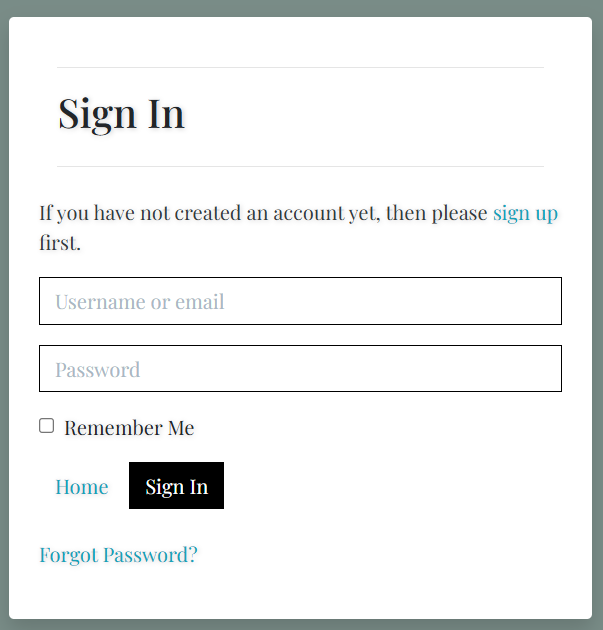 Sign In
If you have not created an account yet, then please sign up
first.
Username or email
Password
Remember Me
Home Sign In
Forgot Password?